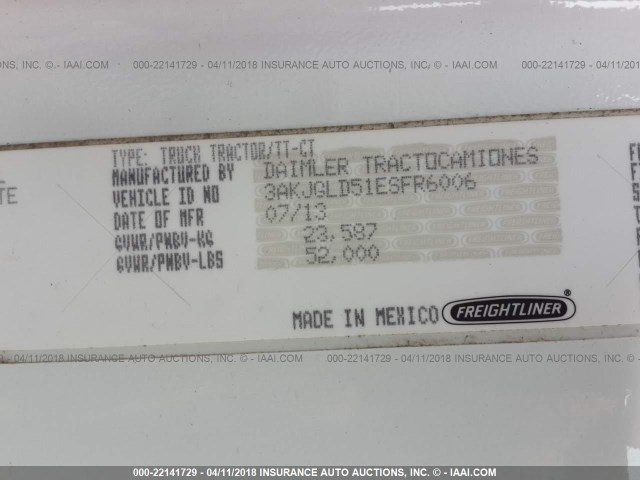 NC. - IAAI.COM 000-22141729 - 04/11/2018 INSURANCE AUTO AUCTIONS, INC. © - IAAI.COM 000-22141729 - 04/11/2018 INSURA
TYPE: TRUCK TRACTOR/TT-CT
MANUFACTURED BY DAIMLER TRACTOCAMIONES
VEHICLE ID NO 3AKJGLD51ESFR6006
DATE OF MFR 07/13
GVWR/PNBV-KG 23,587
GVWR/PNBV-LBS 52,000
MADE IN MEXICO FREIGHTLINER®
- 04/11/2018 INSURANCE AUTO AUCTIONS, INC. © - IAAI.COM 000-22141729 - 04/11/2018 INSURANCE AUTO AUCTIONS, INC. © - IAAI.COM
000-22141729 - 04/11/2018 INSURANCE AUTO AUCTIONS, INC. © - IAAI.COM